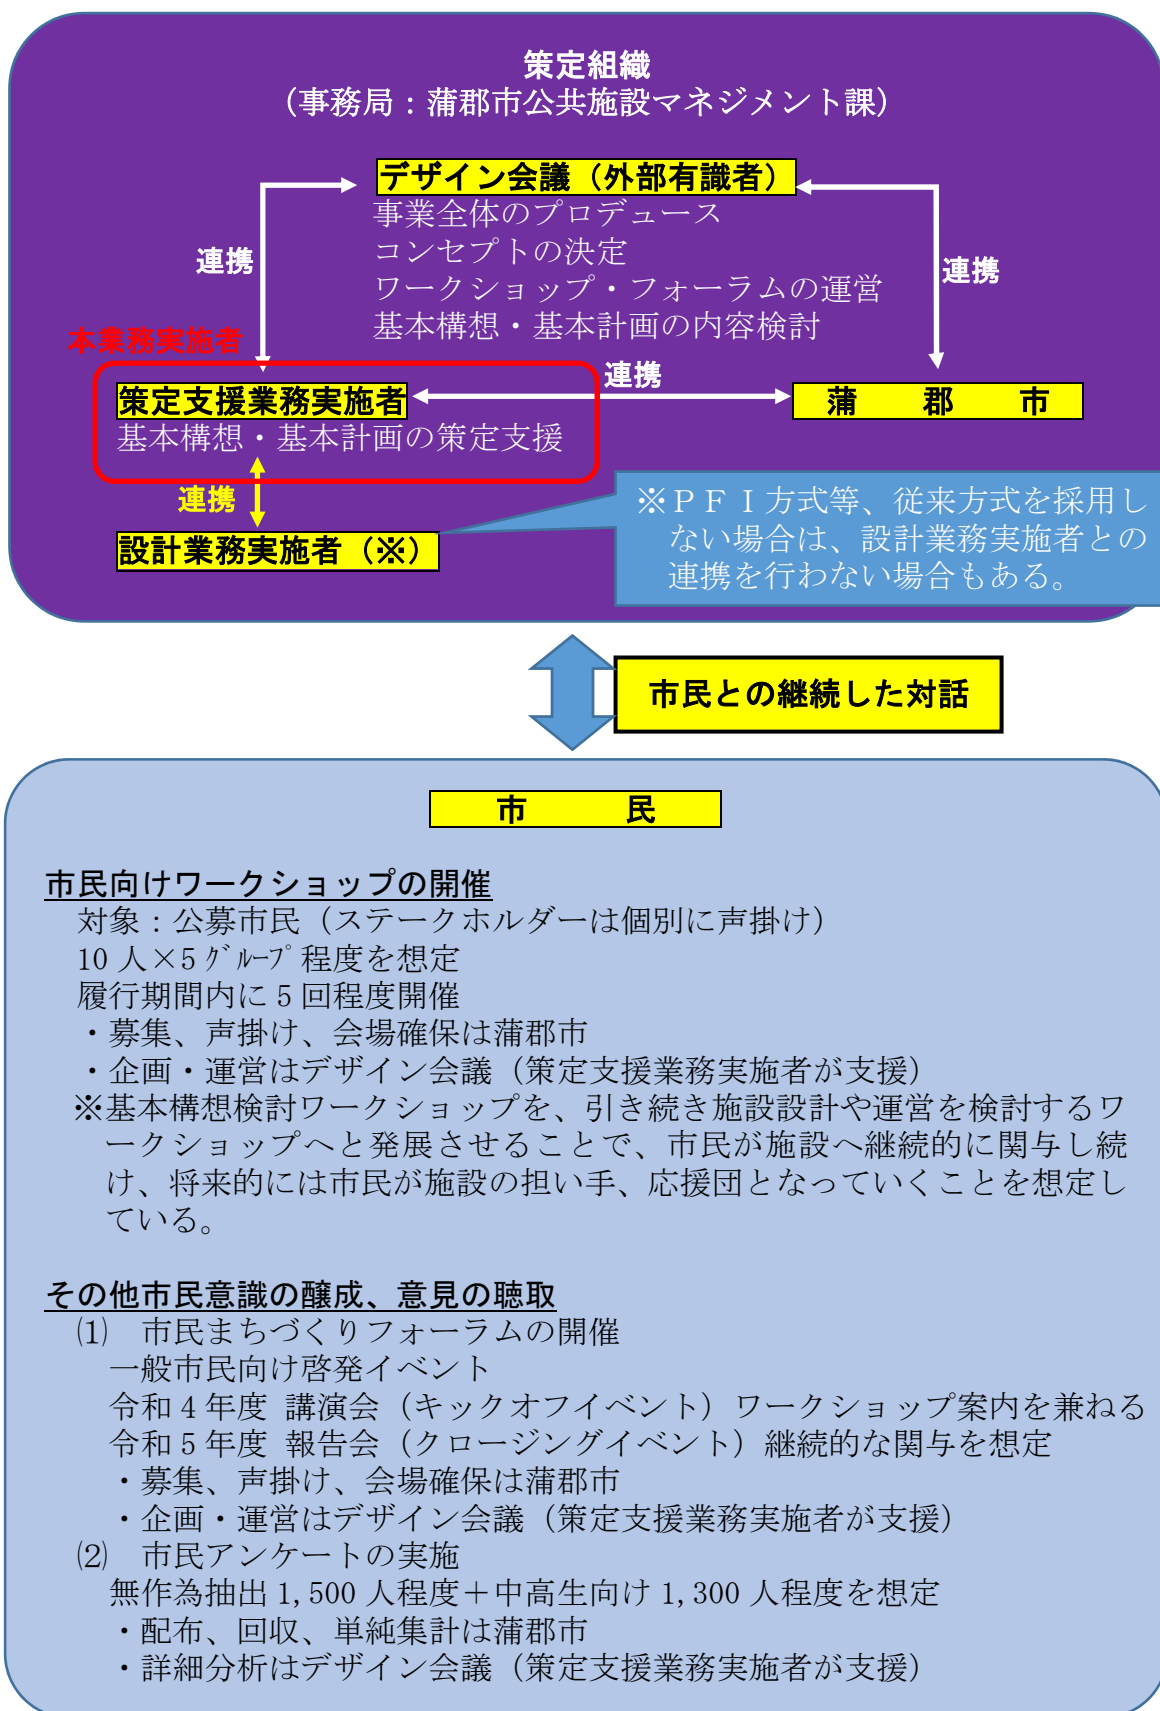 策定組織
(事務局：蒲郡市公共施設マネジメント課)
デザイン会議（外部有識者）
事業全体のプロデュース
コンセプトの決定
ワークショップ・フォーラムの運営
基本構想・基本計画の内容検討
連携
連携
本業務実施者
連携
策定支援業務実施者
基本構想・基本計画の策定支援
蒲　郡　市
連携
設計業務実施者（※）
※ＰＦＩ方式等、従来方式を採用し
ない場合は、設計業務実施者との
連携を行わない場合もある。
市民との継続した対話
市　　民
市民向けワークショップの開催
対象：公募市民（ステークホルダーは個別に声掛け）
10 人×5 ｸﾞﾙｰﾌﾟ 程度を想定
履行期間内に 5 回程度開催
・募集、声掛け、会場確保は蒲郡市
・企画・運営はデザイン会議（策定支援業務実施者が支援）
※基本構想検討ワークショップを、引き続き施設設計や運営を検討するワ
ークショップへと発展させることで、市民が施設へ継続的に関与し続
け、将来的には市民が施設の担い手、応援団となっていくことを想定し
ている。
その他市民意識の醸成、意見の聴取
⑴　市民まちづくりフォーラムの開催
一般市民向け啓発イベント
令和 4 年度 講演会（キックオフイベント）ワークショップ案内を兼ねる
令和 5 年度 報告会（クロージングイベント）継続的な関与を想定
・募集、声掛け、会場確保は蒲郡市
・企画・運営はデザイン会議（策定支援業務実施者が支援）
⑵　市民アンケートの実施
無作為抽出 1,500 人程度＋中高生向け 1,300 人程度を想定
・配布、回収、単純集計は蒲郡市
・詳細分析はデザイン会議（策定支援業務実施者が支援）